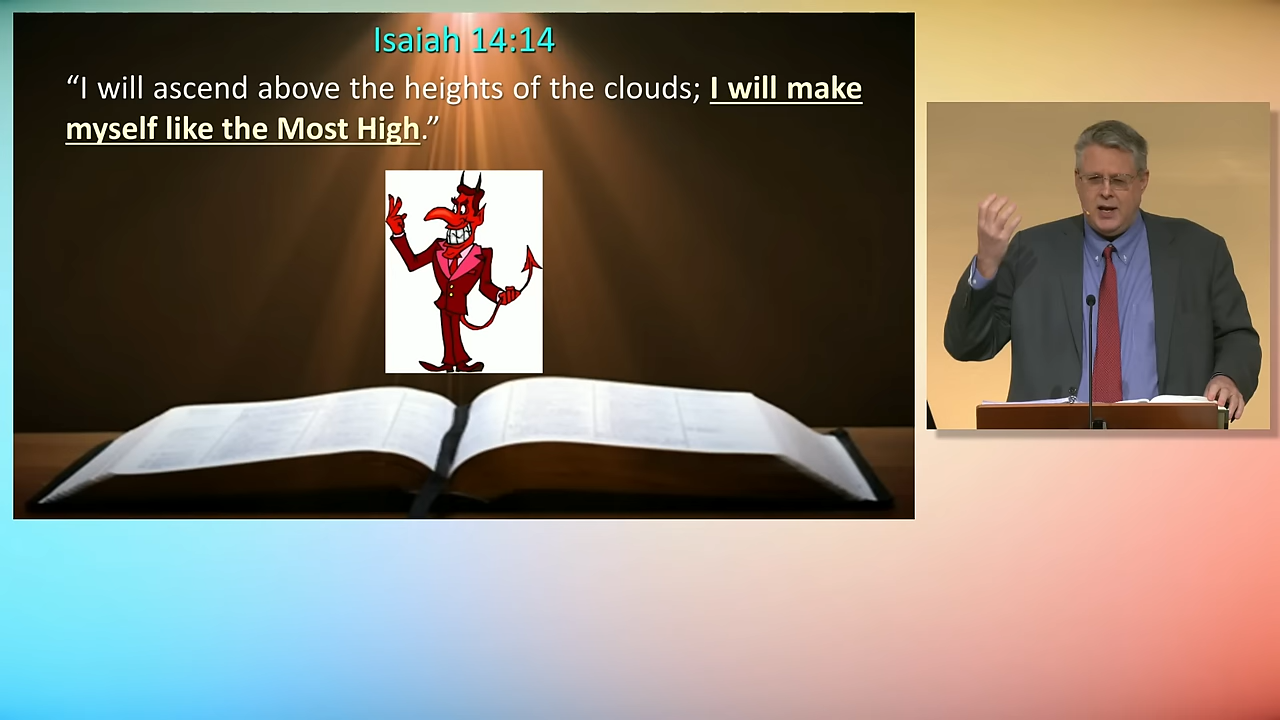 Isaiah 14:14
“I will ascend above the heights of the clouds; I will make
myself like the Most High.”